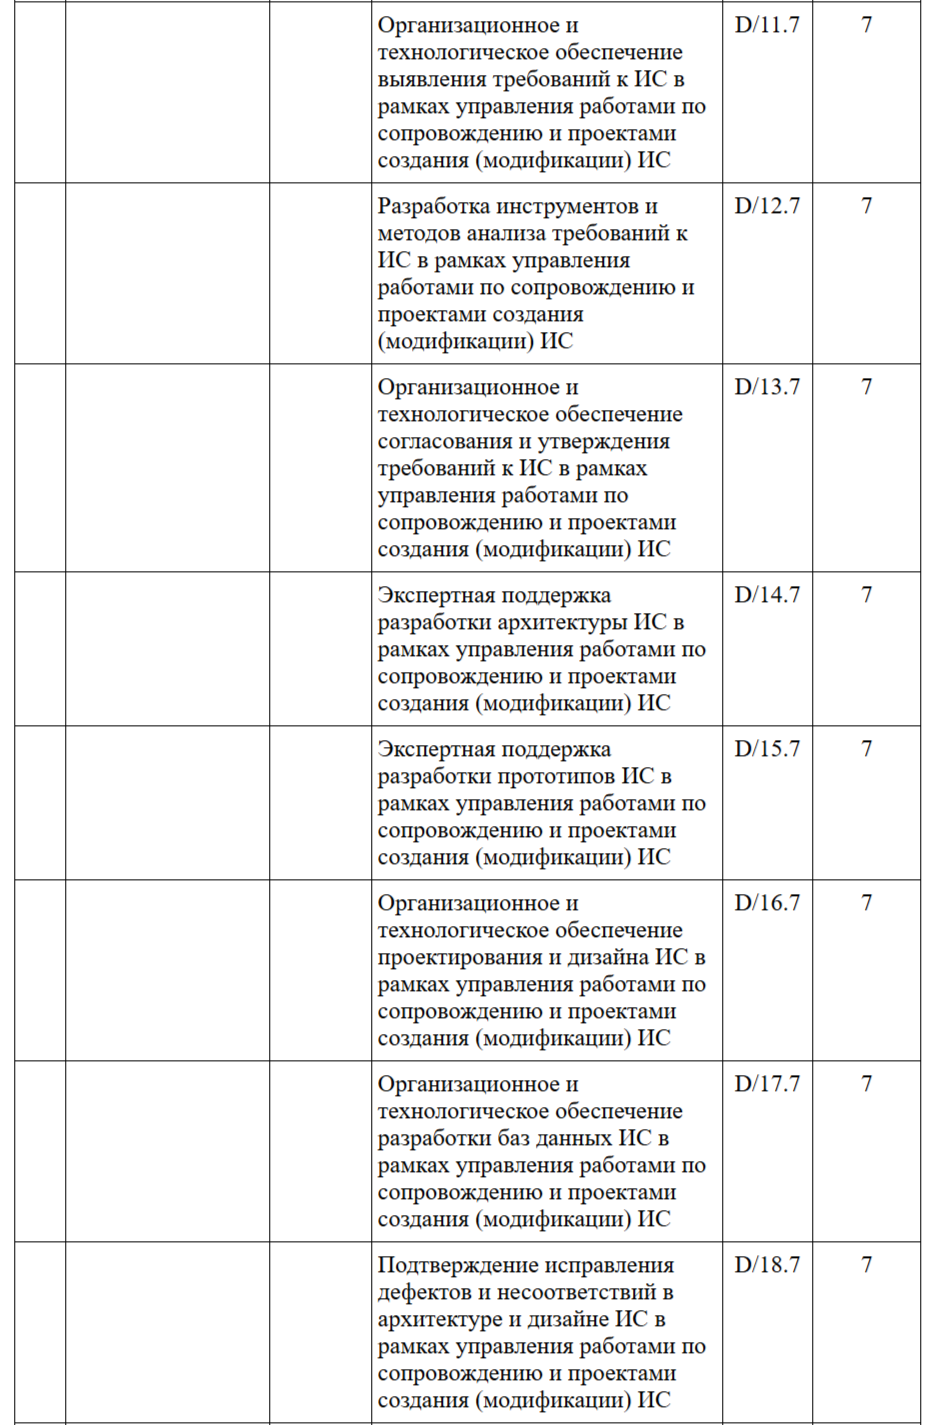 Организационное и D/11.7 7
технологическое обеспечение
выявления требований к ИС в
рамках управления работами по
сопровождению и проектами
создания (модификации) ИС
Разработка инструментов и D/12.7 7
методов анализа требований к
ИС в рамках управления
работами по сопровождению и
проектами создания
(модификации) ИС
Организационное и D/13.7 7
технологическое обеспечение
согласования и утверждения
требований к ИС в рамках
управления работами по
сопровождению и проектами
создания (модификации) ИС
Экспертная поддержка D/14.7 7
разработки архитектуры ИС в
рамках управления работами по
сопровождению и проектами
создания (модификации) ИС
Экспертная поддержка D/15.7 7
разработки прототипов ИС в
рамках управления работами по
сопровождению и проектами
создания (модификации) ИС
Организационное и D/16.7 7
технологическое обеспечение
проектирования и дизайна ИС в
рамках управления работами по
сопровождению и проектами
создания (модификации) ИС
Организационное и D/17.7 7
технологическое обеспечение
разработки баз данных ИС в
рамках управления работами по
сопровождению и проектами
создания (модификации) ИС
Подтверждение исправления D/18.7 7
дефектов и несоответствий в
архитектуре и дизайне ИС в
рамках управления работами по
сопровождению и проектами
создания (модификации) ИС